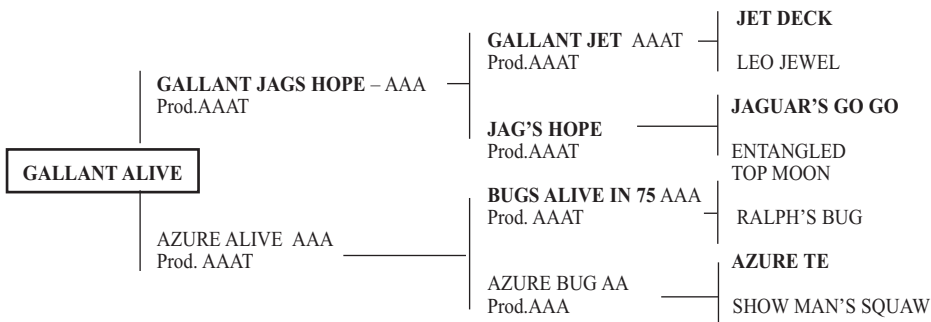 JET DECK
GALLANT JET AAAT
Prod.AAAT
LEO JEWEL
GALLANT JAGS HOPE – AAA
Prod.AAAT
JAGUAR'S GO GO
JAG'S HOPE
Prod.AAAT
ENTANGLED
TOP MOON
GALLANT ALIVE
BUGS ALIVE IN 75 AAA
Prod. AAAT
RALPH'S BUG
AZURE ALIVE AAA
Prod. AAAT
AZURE TE
AZURE BUG AA
Prod.AAA
SHOW MAN'S SQUAW